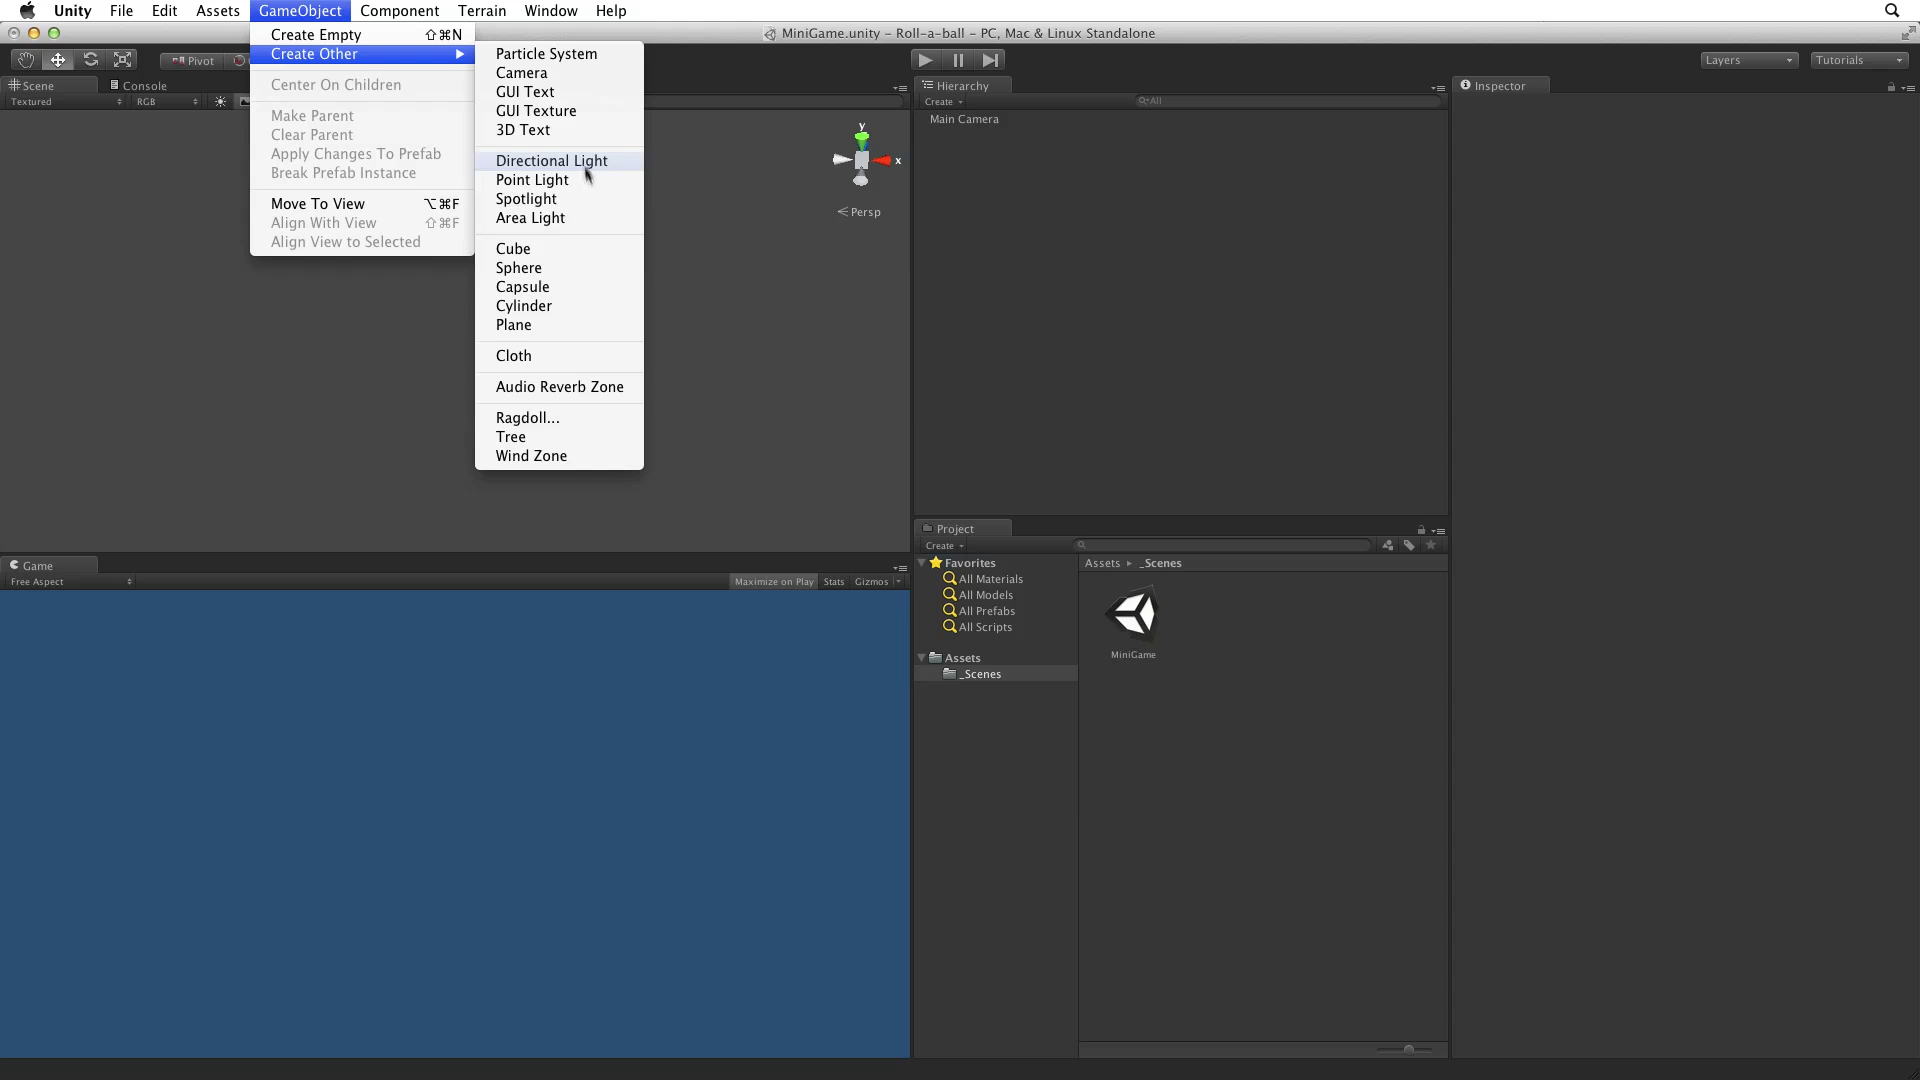 Unity File Edit Assets GameObject Component Terrain Window Help
MiniGame.unity – Roll-a-ball – PC, Mac & Linux Standalone
Create Empty ⇧⌘N
Create Other ▶
Center On Children
Make Parent
Clear Parent
Apply Changes To Prefab
Break Prefab Instance
Move To View ⌥⌘F
Align With View ⇧⌘F
Align View to Selected
Particle System
Camera
GUI Text
GUI Texture
3D Text
Directional Light
Point Light
Spotlight
Area Light
Cube
Sphere
Capsule
Cylinder
Plane
Cloth
Audio Reverb Zone
Ragdoll...
Tree
Wind Zone
Pivot
Layers
Tutorials
Scene
Console
Textured
RGB
y
x
Persp
Hierarchy
Create
All
Main Camera
Inspector
Game
Free Aspect
Maximize on Play
Stats
Gizmos
Project
Create
Favorites
All Materials
All Models
All Prefabs
All Scripts
Assets
_Scenes
Assets ▸ _Scenes
MiniGame